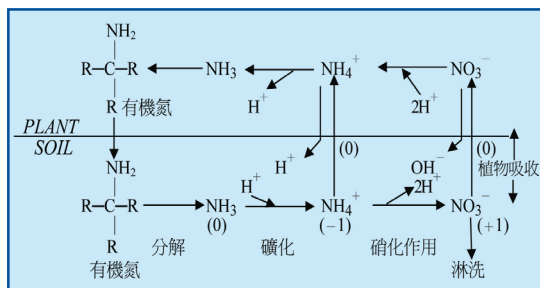 NH₂
R-C-R NH₃ NH₄⁺ NO₃⁻
R 有機氮 H⁺ 2H⁺
PLANT
SOIL
(0) (0)
植物吸收
NH₂ H⁺ H⁺ OH⁻
2H⁺
R-C-R NH₃ NH₄⁺ NO₃⁻
(0) (-1) (+1)
R 分解 礦化 硝化作用
有機氮 淋洗